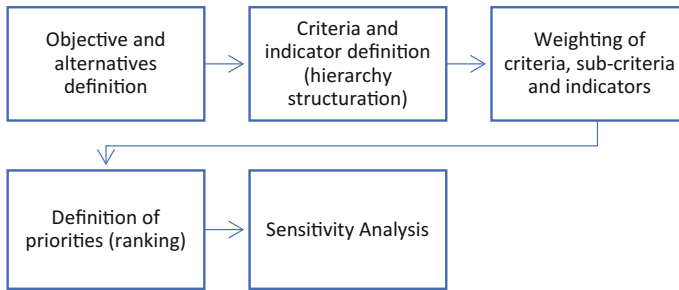 Objective and
alternatives
definition
Criteria and
indicator definition
(hierarchy
structuration)
Weighting of
criteria, sub-criteria
and indicators
Definition of
priorities (ranking)
Sensitivity Analysis